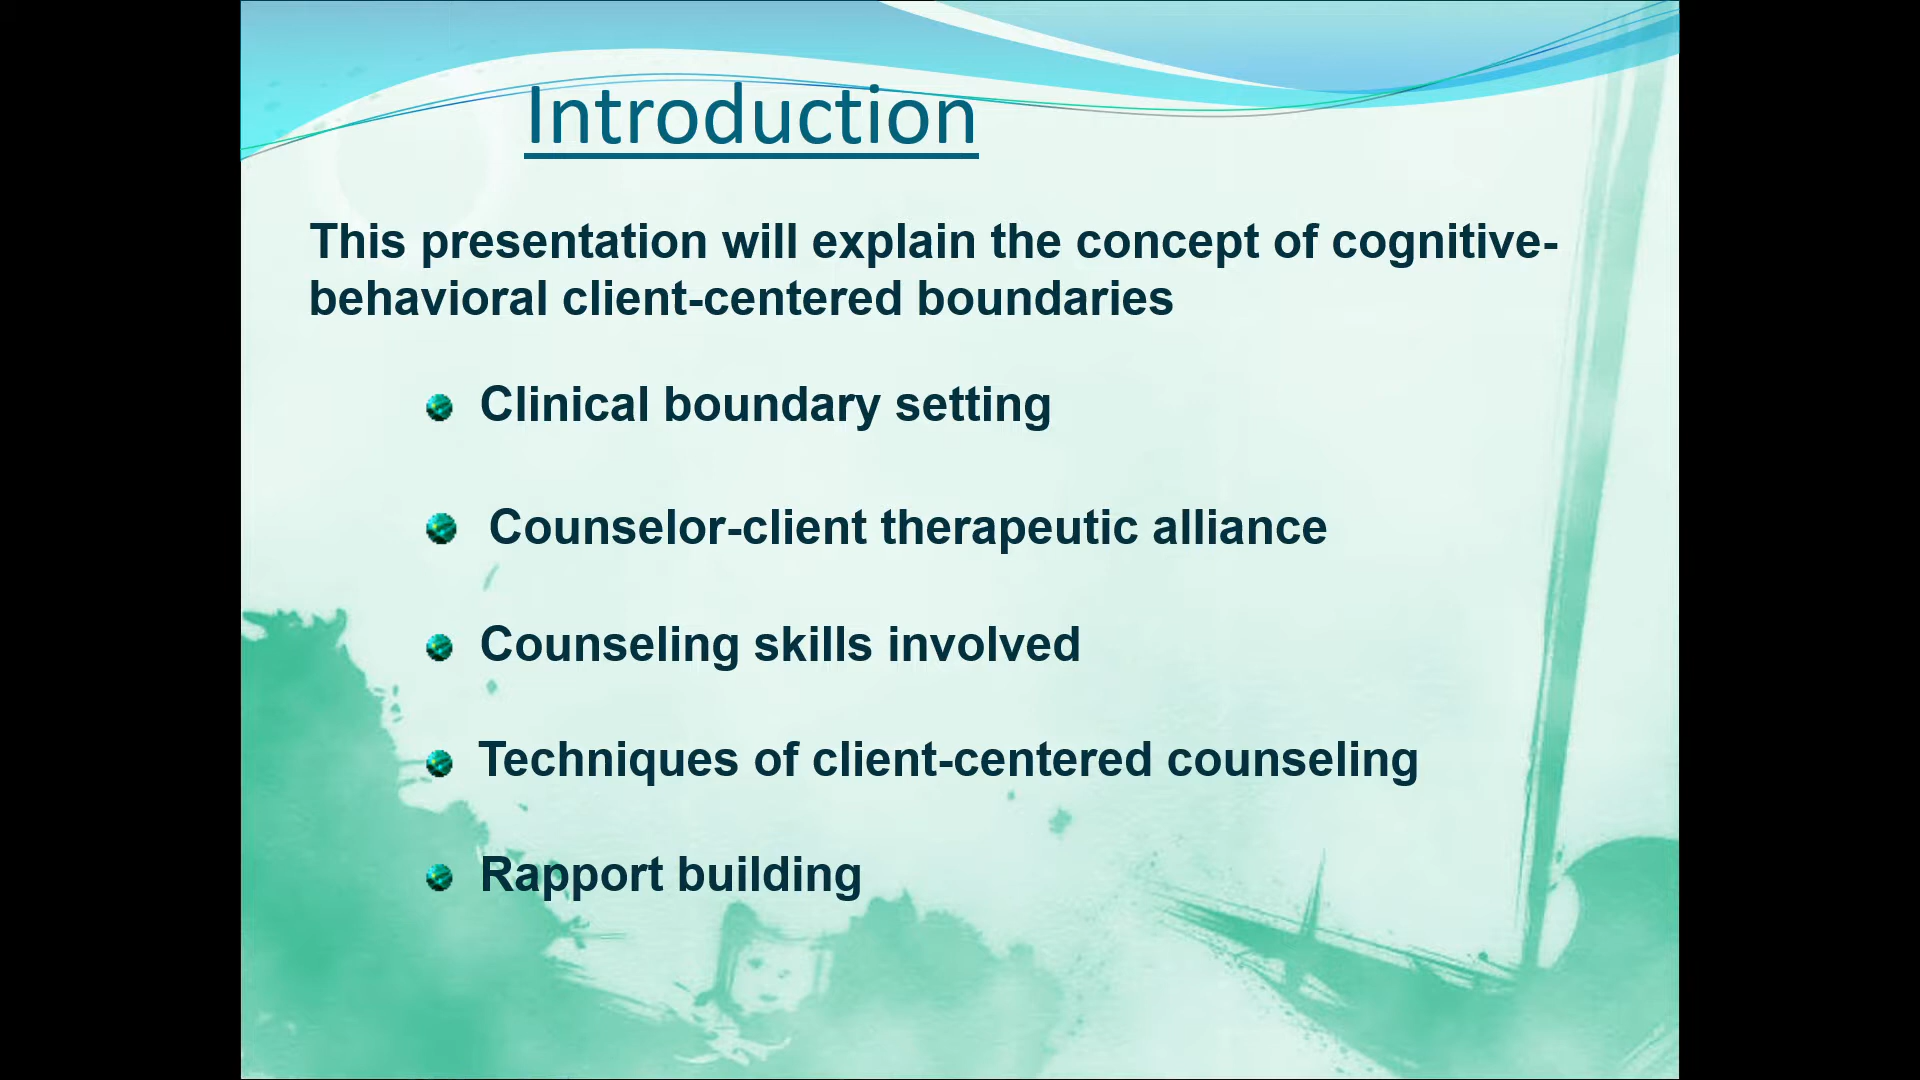 Introduction
This presentation will explain the concept of cognitive-
behavioral client-centered boundaries
Clinical boundary setting
Counselor-client therapeutic alliance
Counseling skills involved
Techniques of client-centered counseling
Rapport building